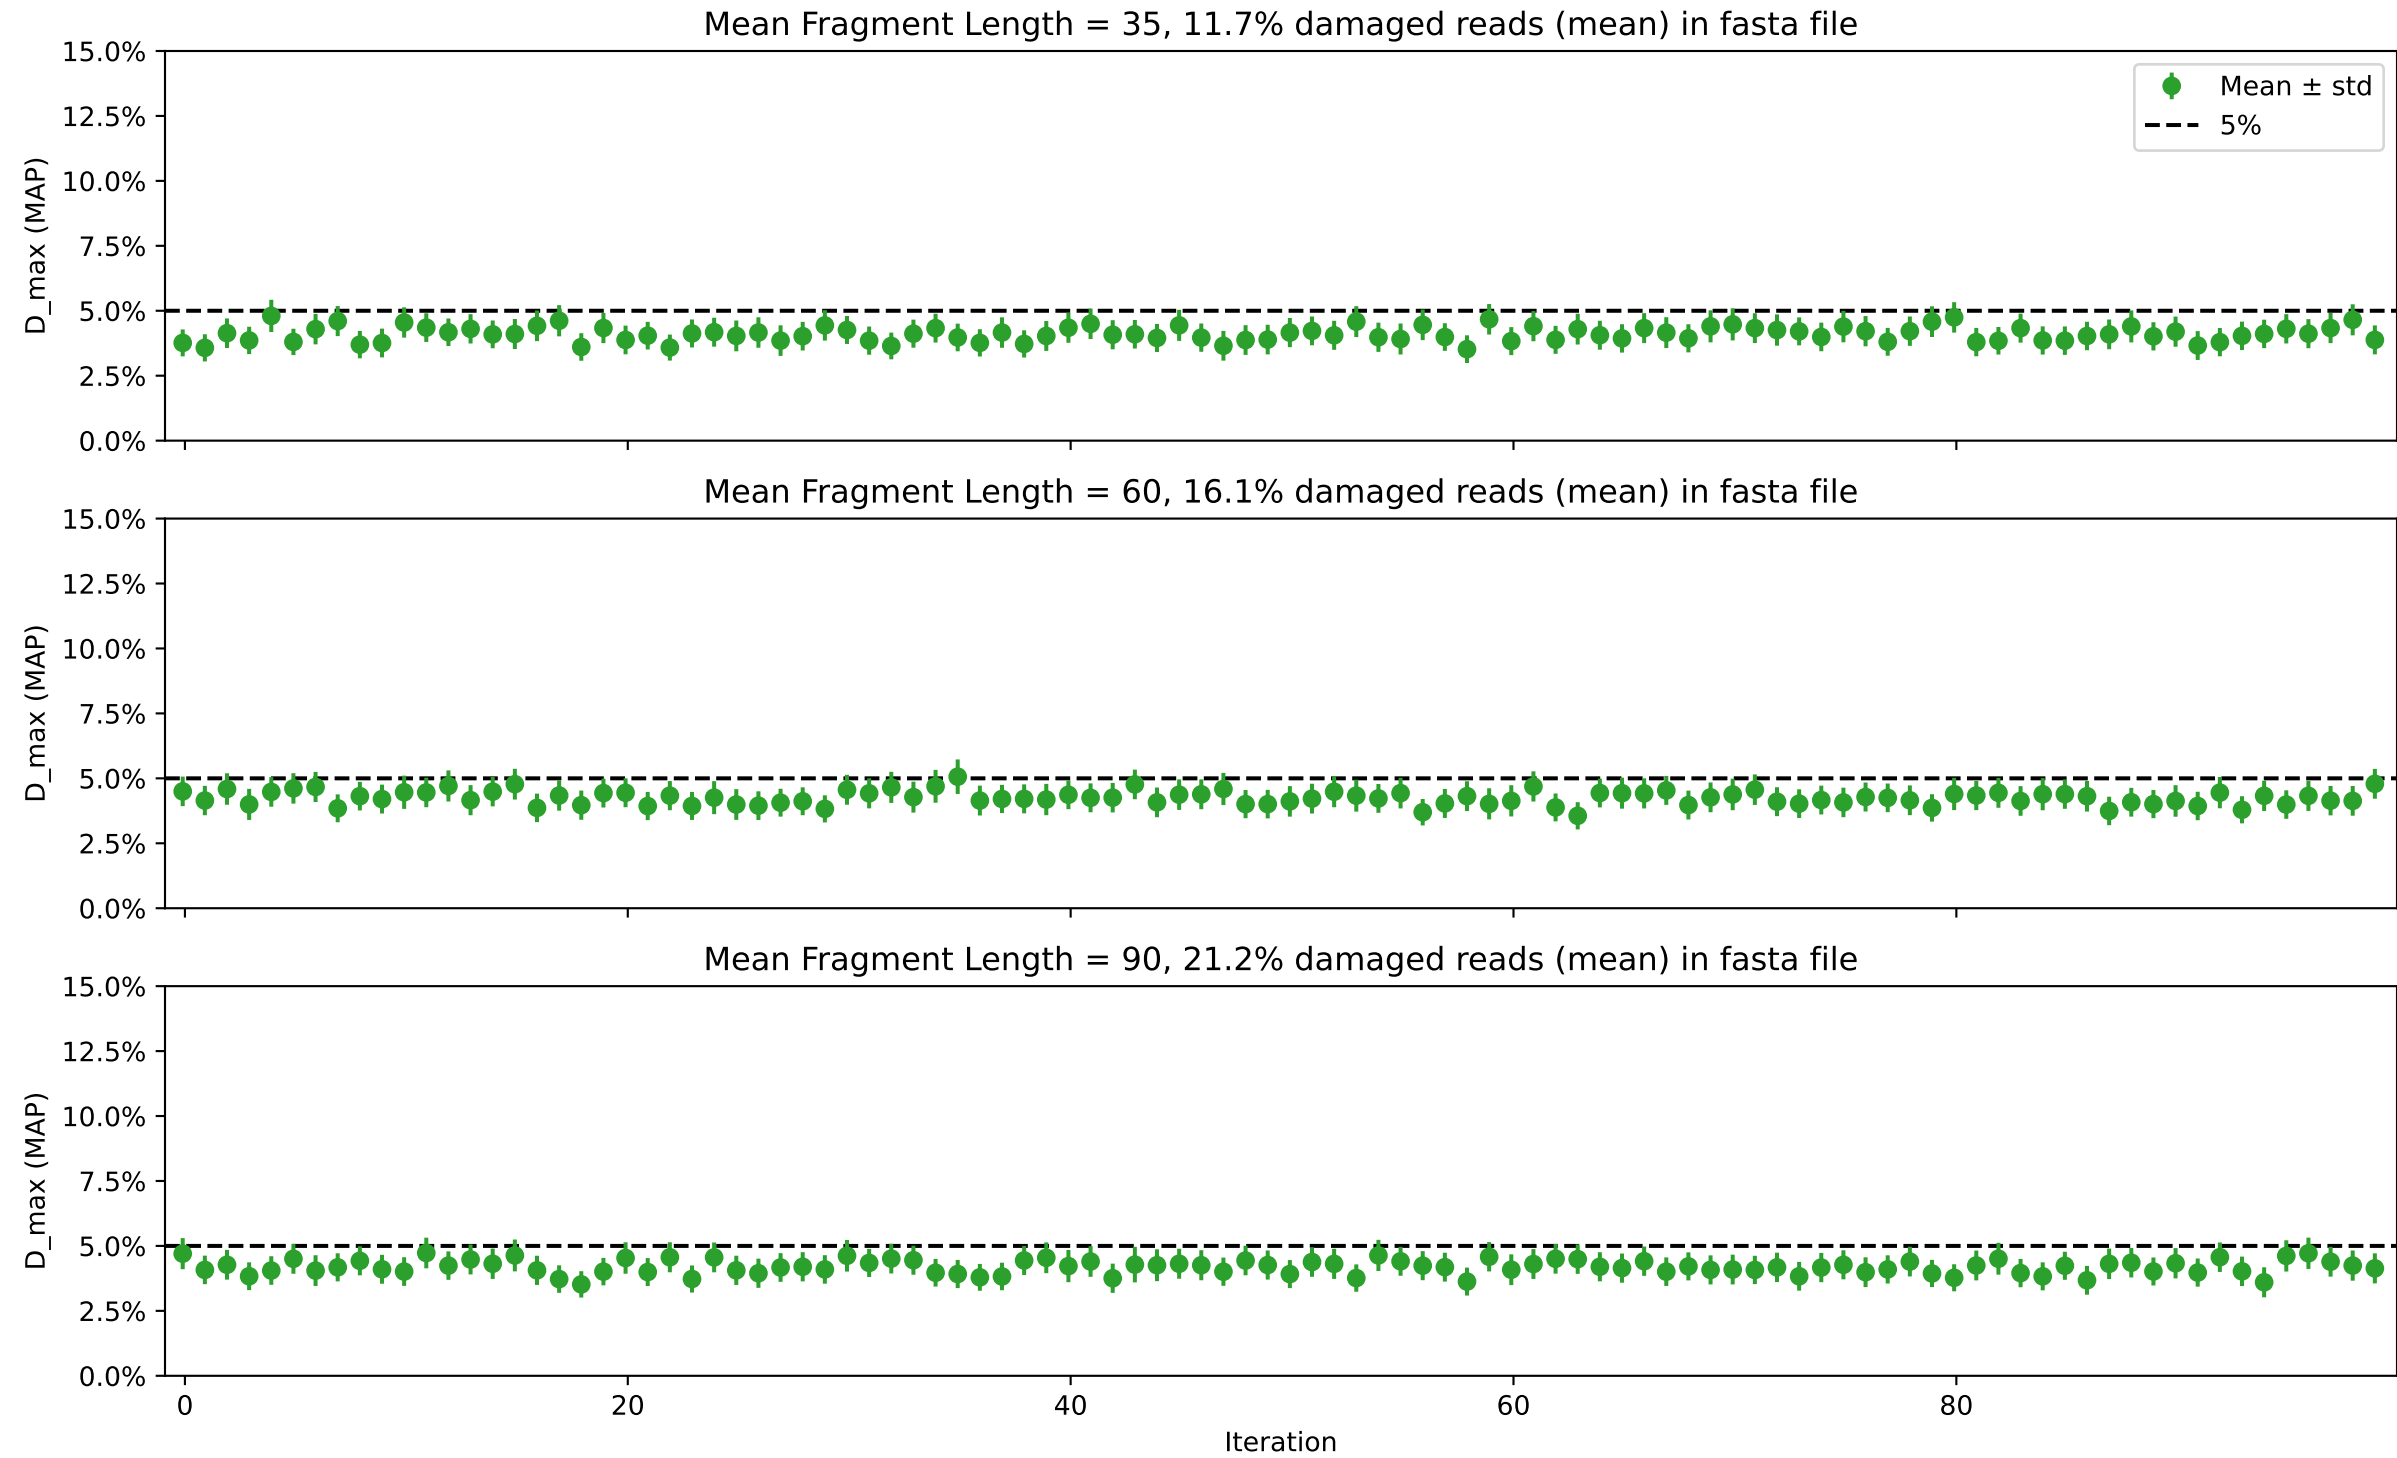 Mean Fragment Length = 35, 11.7% damaged reads (mean) in fasta file
15.0%
12.5%
10.0%
7.5%
5.0%
2.5%
0.0%
D_max (MAP)
Mean ± std
5%
Mean Fragment Length = 60, 16.1% damaged reads (mean) in fasta file
15.0%
12.5%
10.0%
7.5%
5.0%
2.5%
0.0%
D_max (MAP)
Mean Fragment Length = 90, 21.2% damaged reads (mean) in fasta file
15.0%
12.5%
10.0%
7.5%
5.0%
2.5%
0.0%
D_max (MAP)
0 20 40 60 80
Iteration